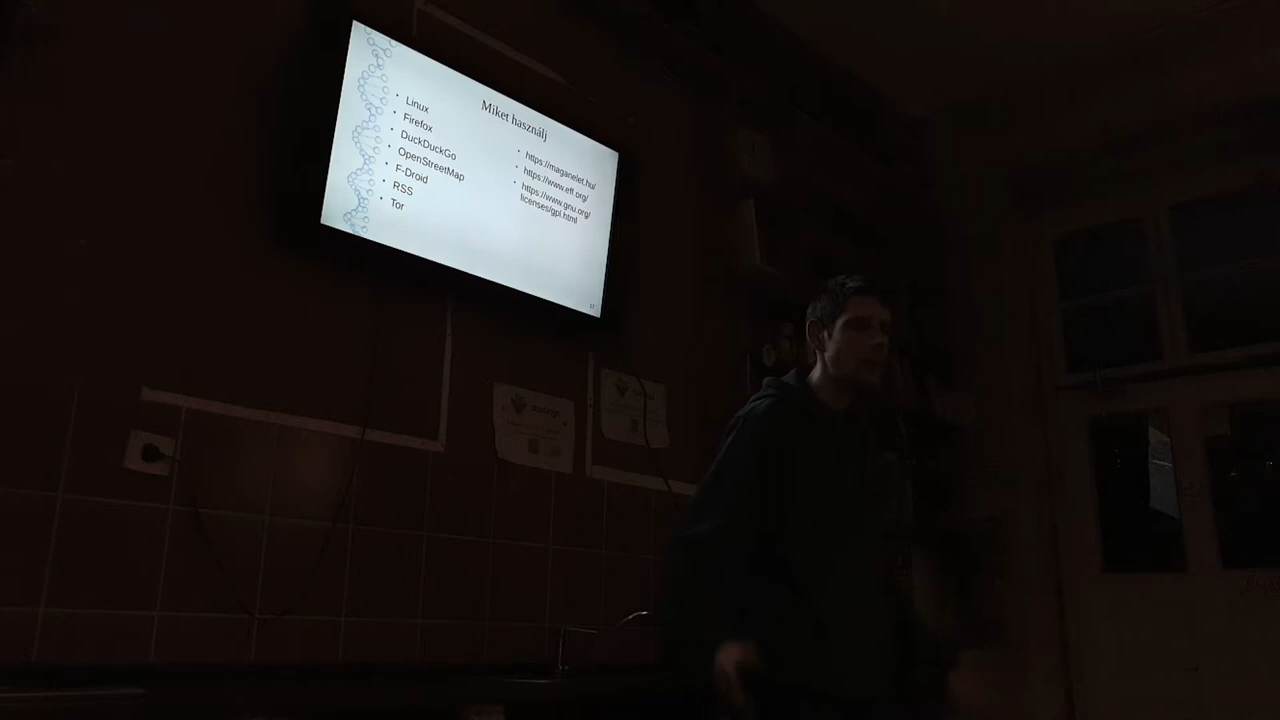 Miket használj
Linux
Firefox
DuckDuckGo
OpenStreetMap
F-Droid
RSS
Tor
https://maganelet.hu/
https://www.eff.org/
https://www.gnu.org/
licenses/gpl.html